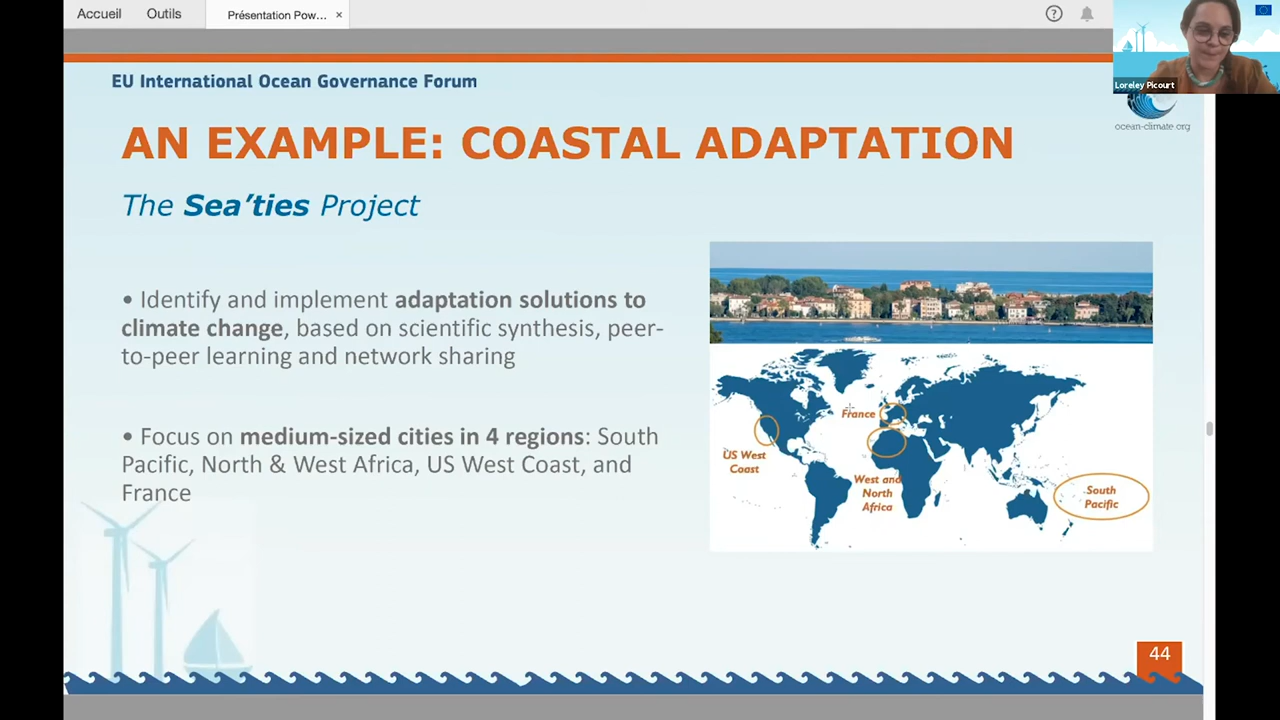 Accueil Outils Présentation Pow... ×
?
Loreley Picourt
EU International Ocean Governance Forum
ocean-climate.org
AN EXAMPLE: COASTAL ADAPTATION
The Sea'ties Project
• Identify and implement adaptation solutions to
climate change, based on scientific synthesis, peer-
to-peer learning and network sharing
• Focus on medium-sized cities in 4 regions: South
Pacific, North & West Africa, US West Coast, and
France
France
US West
Coast
West and
North
Africa
South
Pacific
44